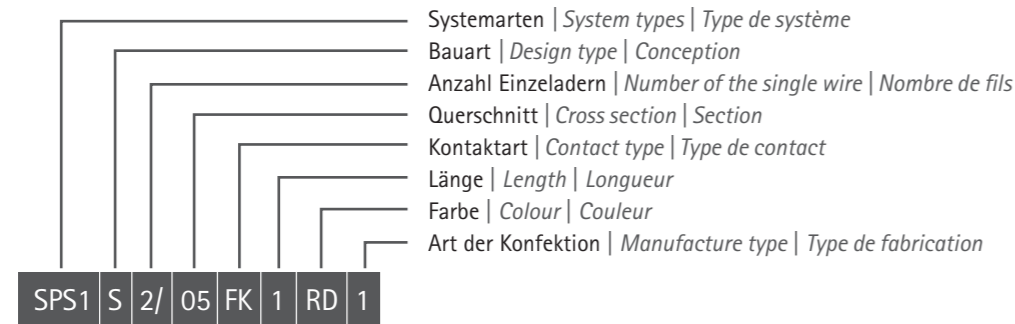 Systemarten | System types | Type de système
Bauart | Design type | Conception
Anzahl Einzeladern | Number of the single wire | Nombre de fils
Querschnitt | Cross section | Section
Kontaktart | Contact type | Type de contact
Länge | Length | Longueur
Farbe | Colour | Couleur
Art der Konfektion | Manufacture type | Type de fabrication
SPS1 S 2/ 05 FK 1 RD 1